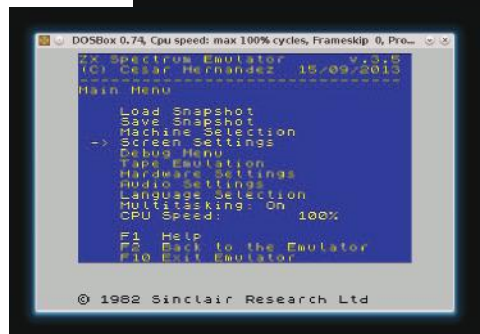 DOSBox 0.74, Cpu speed: max 100% cycles, Frameskip 0, Pro...
ZX Spectrum Emulator v.3.5
(C) Cesar Hernandez 15/09/2013
Main Menu
Load Snapshot
Save Snapshot
Machine Selection
-> Screen Settings
Debug Menu
Tape Emulation
Hardware Settings
Audio Settings
Language Selection
Multitasking: On
CPU Speed: 100%
F1 Help
F2 Back to the Emulator
F10 Exit Emulator
© 1982 Sinclair Research Ltd